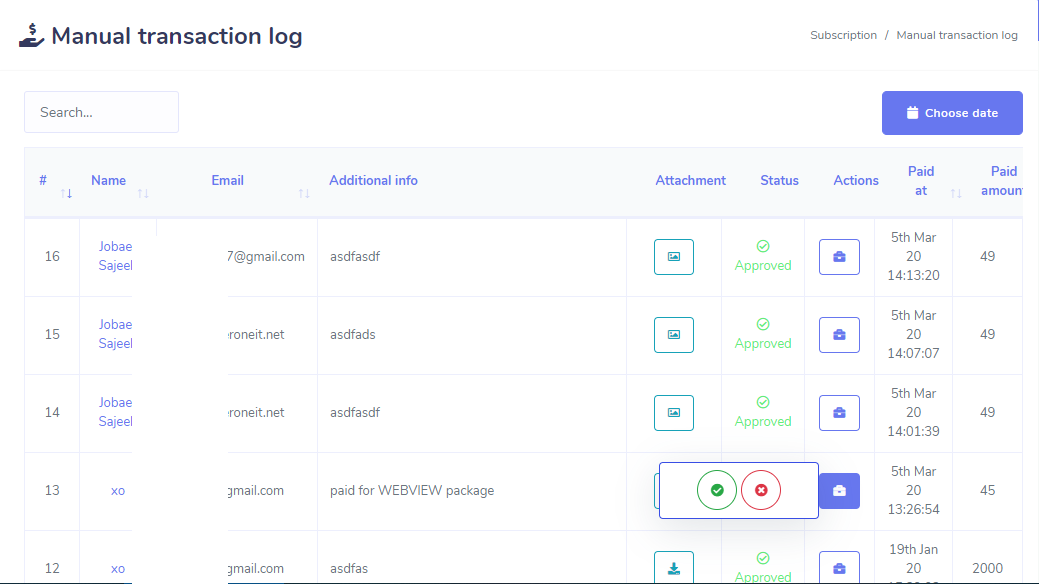 Manual transaction log
Subscription / Manual transaction log
Search...
Choose date
# Name Email Additional info Attachment Status Actions Paid at Paid amoun
16 Jobae Sajeel 7@gmail.com asdfasdf Approved 5th Mar 20 14:13:20 49
15 Jobae Sajeel roneit.net asdfads Approved 5th Mar 20 14:07:07 49
14 Jobae Sajeel roneit.net asdfasdf Approved 5th Mar 20 14:01:39 49
13 xo gmail.com paid for WEBVIEW package 5th Mar 20 13:26:54 45
12 xo gmail.com asdfas Approved 19th Jan 20 2000